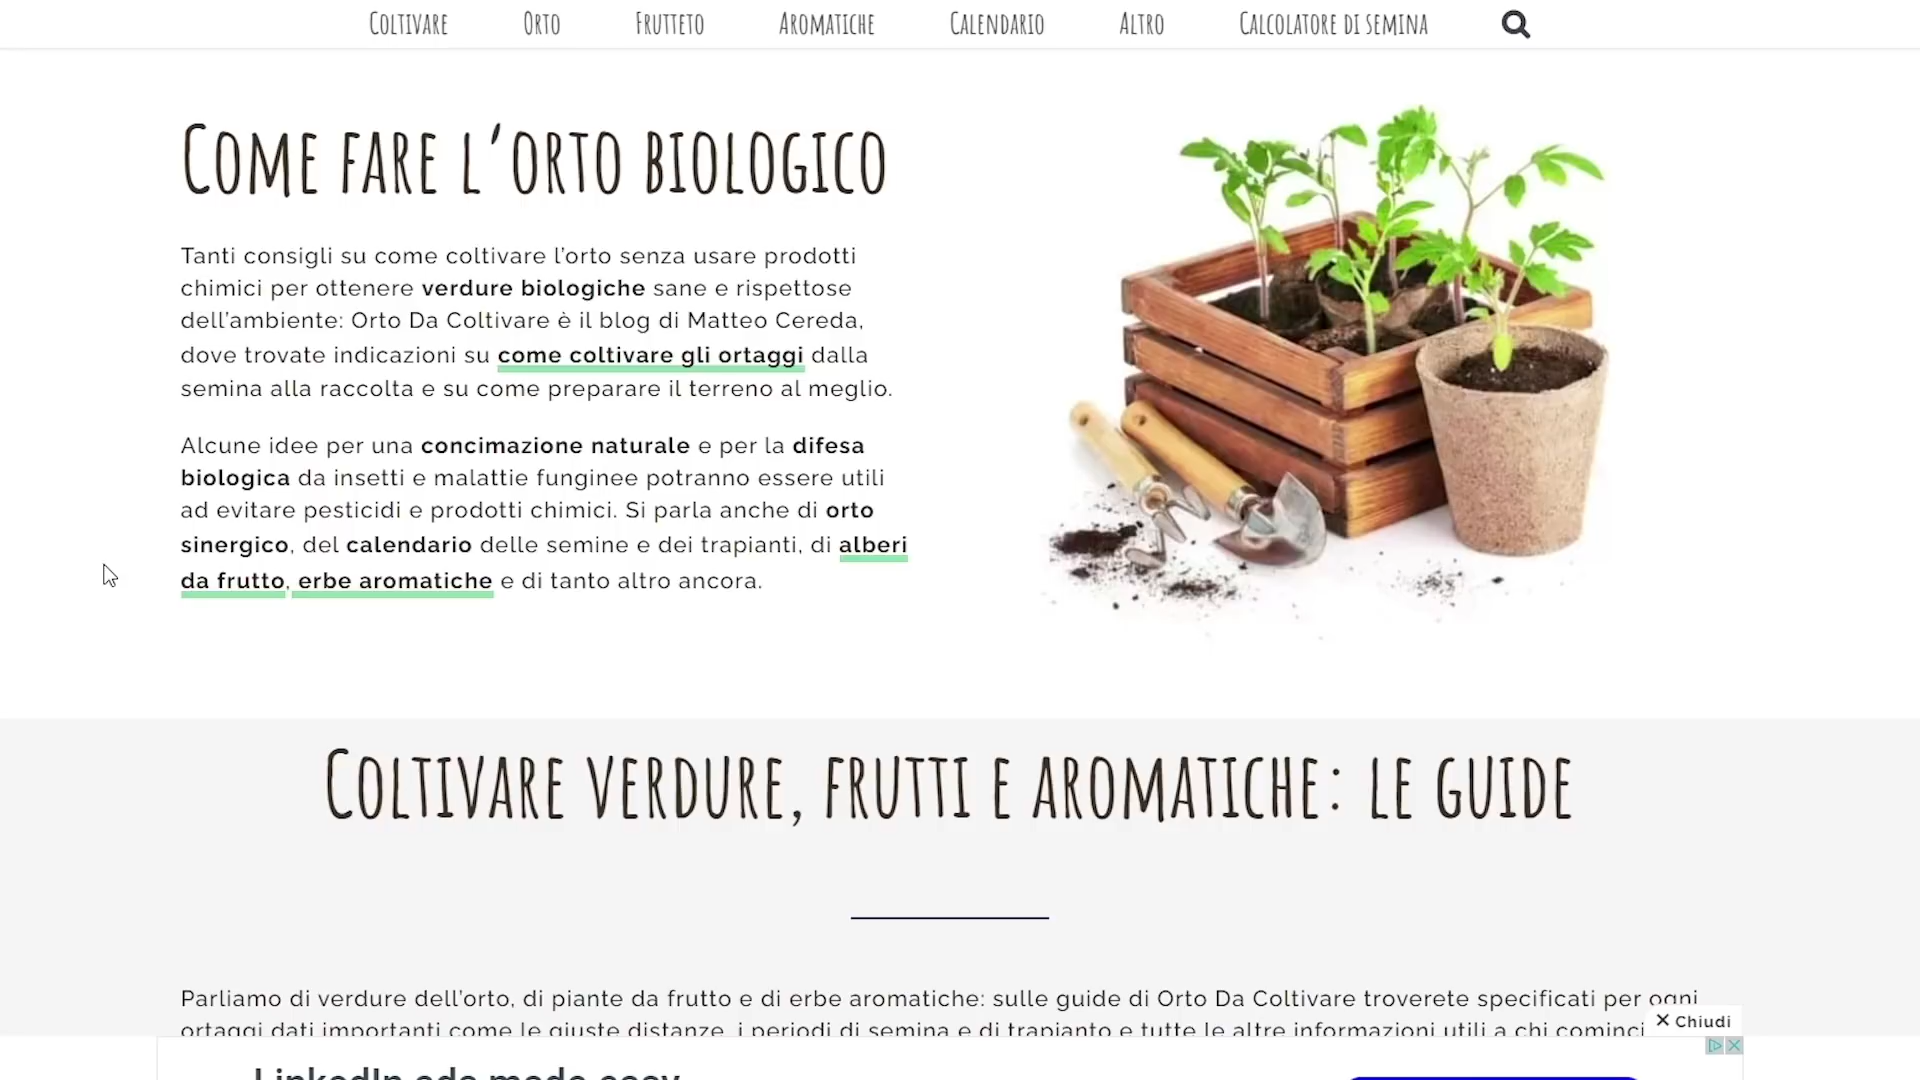 Coltivare Orto Frutteto Aromatiche Calendario Altro Calcolatore di semina
Come fare l'orto biologico
Tanti consigli su come coltivare l'orto senza usare prodotti
chimici per ottenere verdure biologiche sane e rispettose
dell'ambiente: Orto Da Coltivare è il blog di Matteo Cereda,
dove trovate indicazioni su come coltivare gli ortaggi dalla
semina alla raccolta e su come preparare il terreno al meglio.
Alcune idee per una concimazione naturale e per la difesa
biologica da insetti e malattie funginee potranno essere utili
ad evitare pesticidi e prodotti chimici. Si parla anche di orto
sinergico, del calendario delle semine e dei trapianti, di alberi
da frutto, erbe aromatiche e di tanto altro ancora.
Coltivare verdure, frutti e aromatiche: le guide
Parliamo di verdure dell'orto, di piante da frutto e di erbe aromatiche: sulle guide di Orto Da Coltivare troverete specificati per ogni
ortaggi dati importanti come le giuste distanze, i periodi di semina e di trapianto e tutte le altre informazioni utili a chi cominci
Chiudi
LinkedIn ads made easy